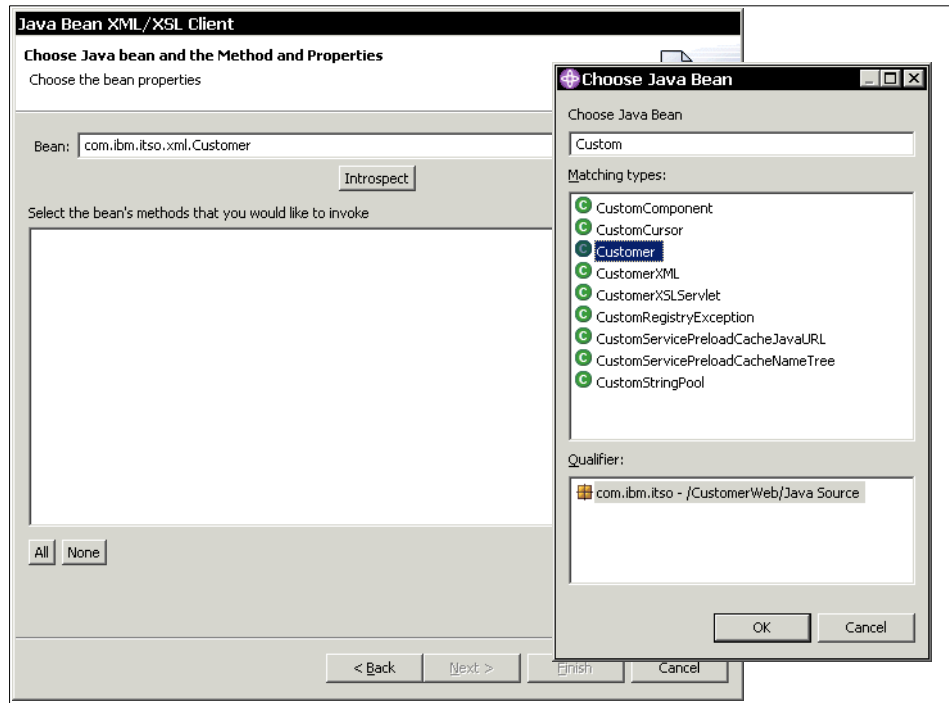 Java Bean XML/XSL Client
Choose Java bean and the Method and Properties
Choose the bean properties
Bean: com.ibm.itso.xml.Customer
Introspect
Select the bean's methods that you would like to invoke
All None
< Back Next > Finish Cancel
Choose Java Bean
Choose Java Bean
Custom
Matching types:
CustomComponent
CustomCursor
Customer
CustomerXML
CustomerXSLServlet
CustomRegistryException
CustomServicePreloadCacheJavaURL
CustomServicePreloadCacheNameTree
CustomStringPool
Qualifier:
com.ibm.itso - /CustomerWeb/Java Source
OK Cancel